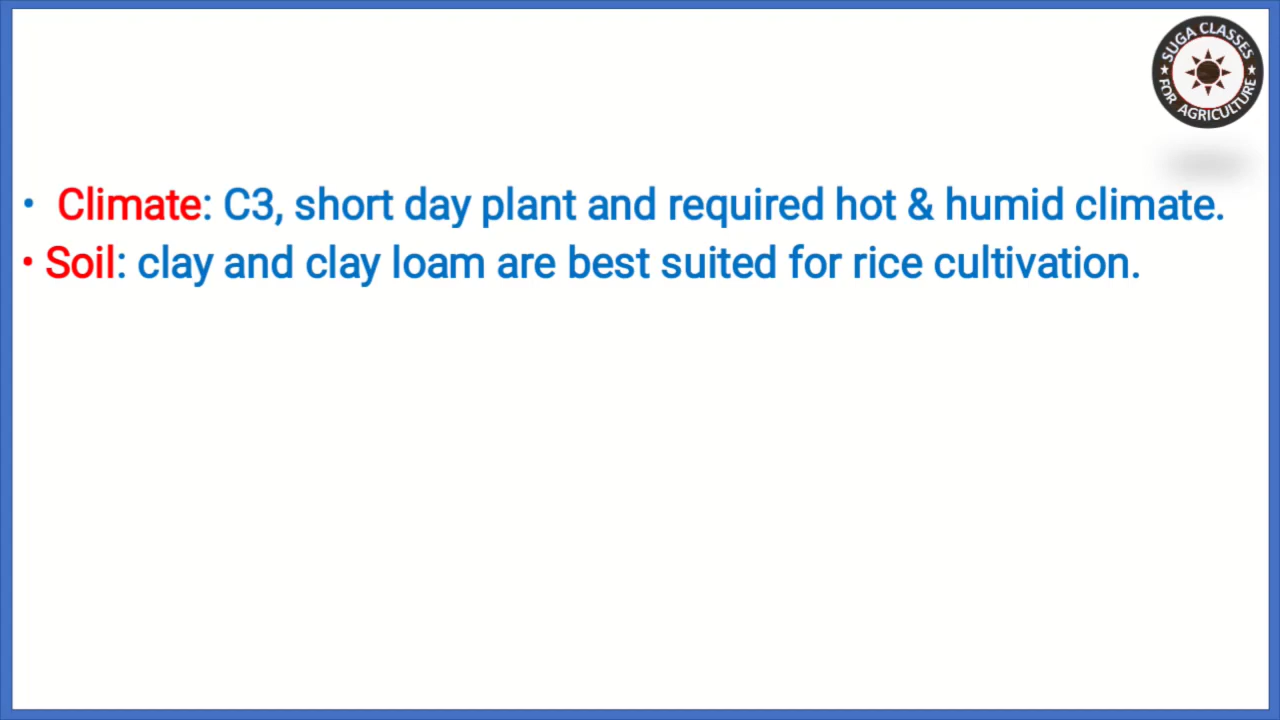 SUGA CLASSES
FOR AGRICULTURE
• Climate: C3, short day plant and required hot & humid climate.
• Soil: clay and clay loam are best suited for rice cultivation.